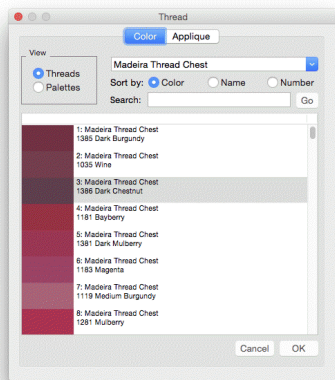 Thread
Color Applique
View
Threads
Palettes
Madeira Thread Chest
Sort by: Color Name Number
Search: Go
1: Madeira Thread Chest
1385 Dark Burgundy
2: Madeira Thread Chest
1035 Wine
3: Madeira Thread Chest
1386 Dark Chestnut
4: Madeira Thread Chest
1181 Bayberry
5: Madeira Thread Chest
1381 Dark Mulberry
6: Madeira Thread Chest
1183 Magenta
7: Madeira Thread Chest
1119 Medium Burgundy
8: Madeira Thread Chest
1281 Mulberry
Cancel OK